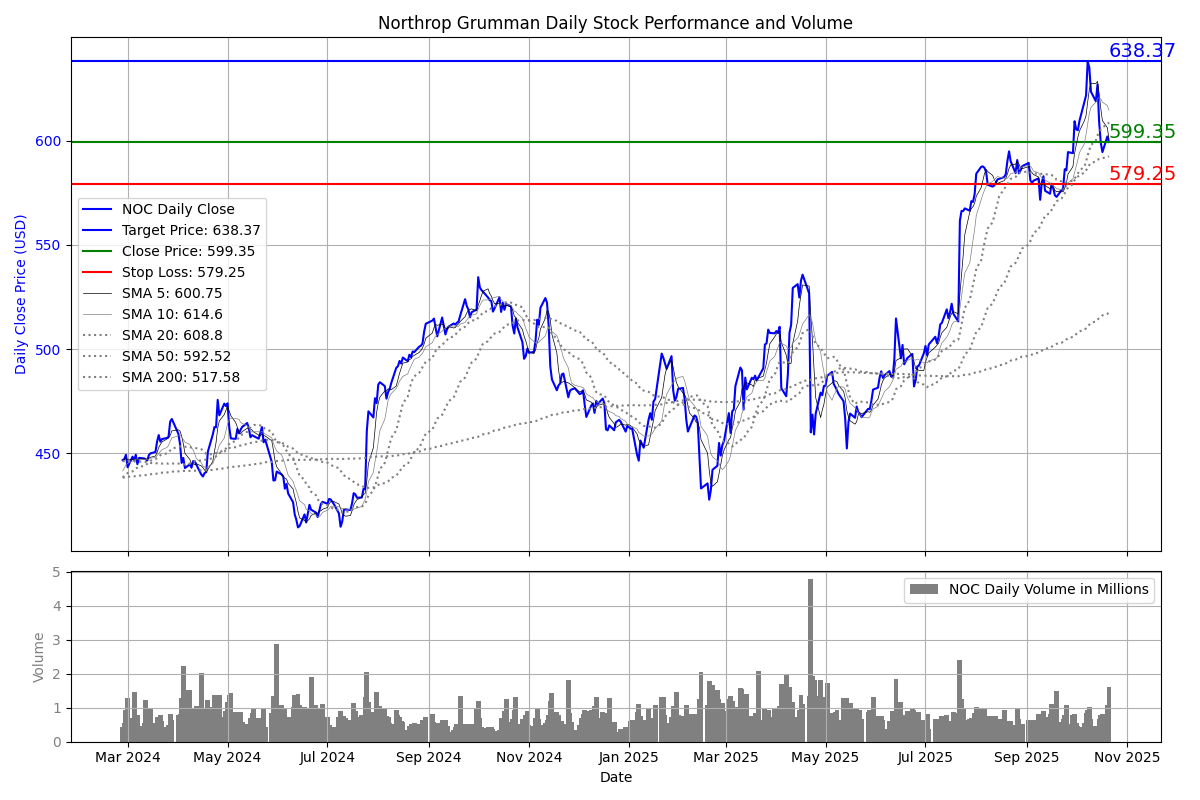 Northrop Grumman Daily Stock Performance and Volume
638.37
600
599.35
579.25
Daily Close Price (USD)
NOC Daily Close
Target Price: 638.37
Close Price: 599.35
Stop Loss: 579.25
SMA 5: 600.75
SMA 10: 614.6
SMA 20: 608.8
SMA 50: 592.52
SMA 200: 517.58
550
500
450
5
NOC Daily Volume in Millions
4
3
Volume
2
1
0
Mar 2024 May 2024 Jul 2024 Sep 2024 Nov 2024 Jan 2025 Mar 2025 May 2025 Jul 2025 Sep 2025 Nov 2025
Date